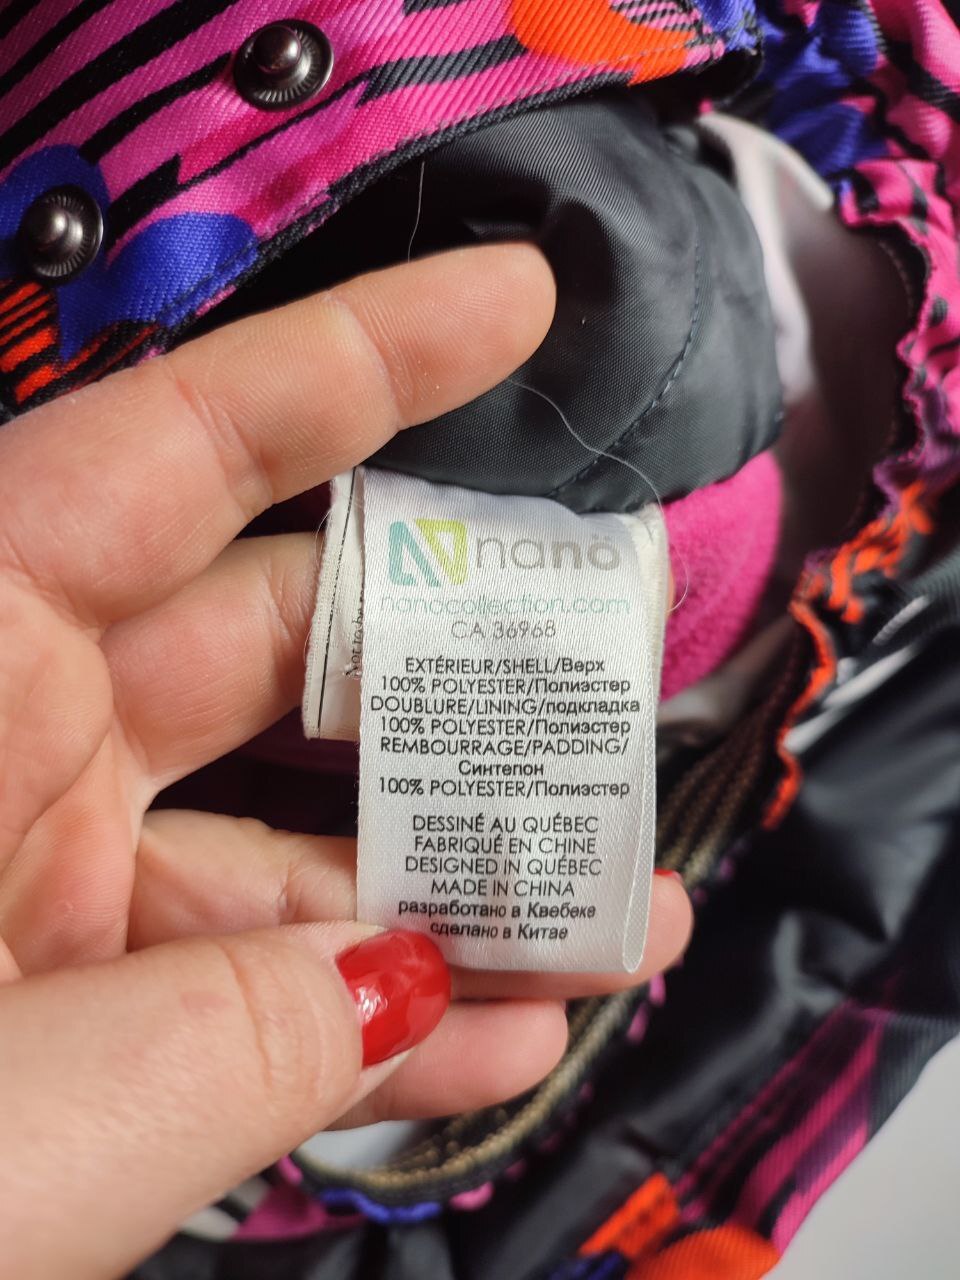 nanö
nanocollection.com
CA 36968
EXTÉRIEUR/SHELL/Верх
100% POLYESTER/Полиэстер
DOUBLURE/LINING/подкладка
100% POLYESTER/Полиэстер
REMBOURRAGE/PADDING/
Синтепон
100% POLYESTER/Полиэстер
DESSINÉ AU QUÉBEC
FABRIQUÉ EN CHINE
DESIGNED IN QUÉBEC
MADE IN CHINA
разработано в Квебеке
сделано в Китае